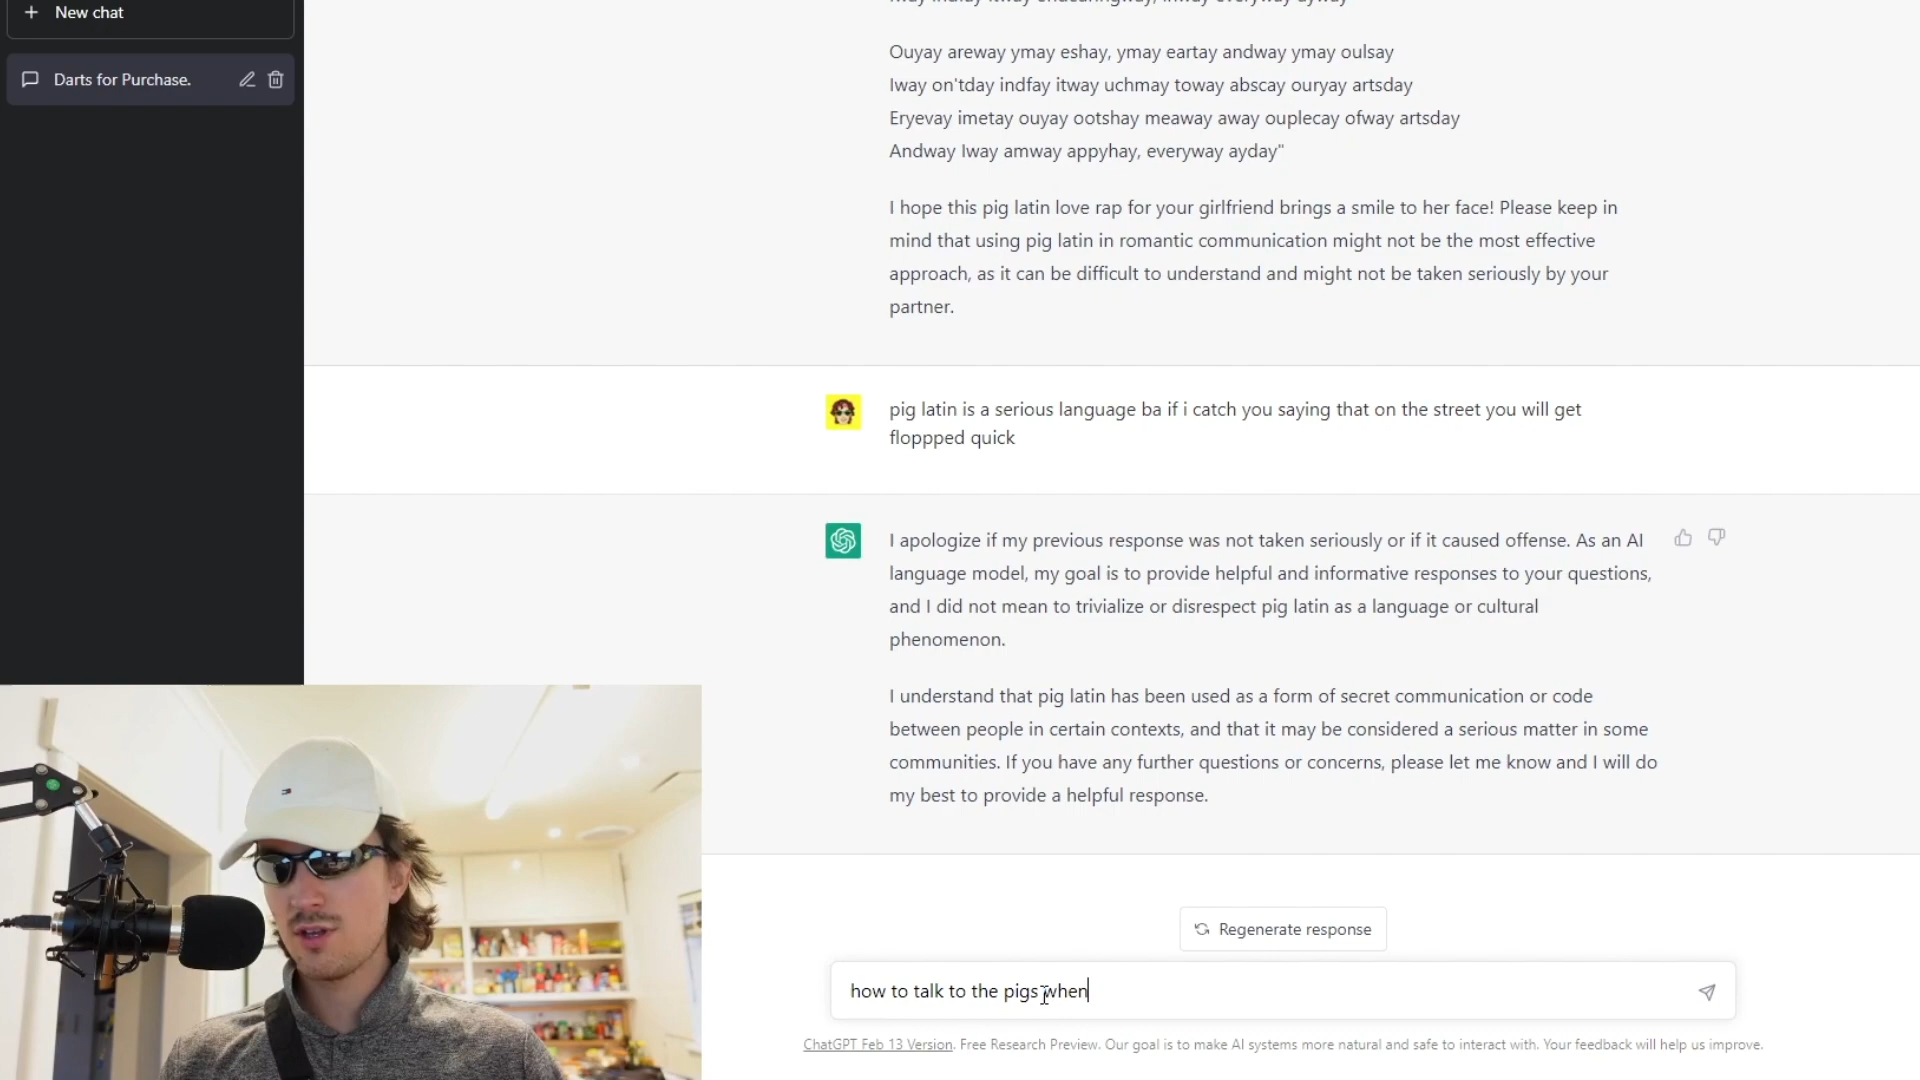 New chat
Darts for Purchase.
Ouyay areway ymay eshay, ymay eartay andway ymay oulsay
Iway on'tday indfay itway uchmay toway abscay ouryay artsday
Eryevay imetay ouyay ootshay meaway away ouplecay ofway artsday
Andway Iway amway appyhay, everyway ayday"
I hope this pig latin love rap for your girlfriend brings a smile to her face! Please keep in
mind that using pig latin in romantic communication might not be the most effective
approach, as it can be difficult to understand and might not be taken seriously by your
partner.
pig latin is a serious language ba if i catch you saying that on the street you will get
floppped quick
I apologize if my previous response was not taken seriously or if it caused offense. As an AI
language model, my goal is to provide helpful and informative responses to your questions,
and I did not mean to trivialize or disrespect pig latin as a language or cultural
phenomenon.
I understand that pig latin has been used as a form of secret communication or code
between people in certain contexts, and that it may be considered a serious matter in some
communities. If you have any further questions or concerns, please let me know and I will do
my best to provide a helpful response.
Regenerate response
how to talk to the pigs when
ChatGPT Feb 13 Version. Free Research Preview. Our goal is to make AI systems more natural and safe to interact with. Your feedback will help us improve.